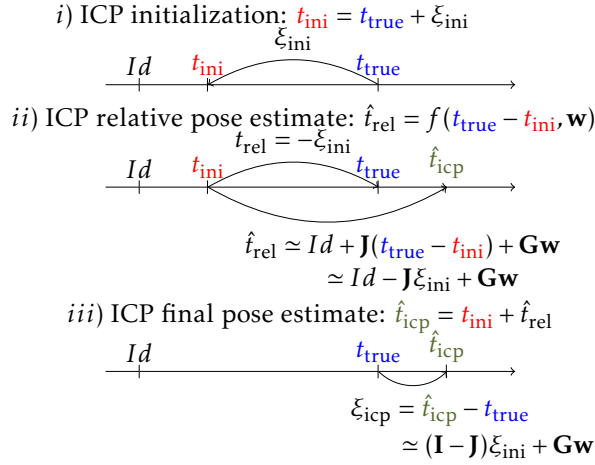 i) ICP initialization: t_ini = t_true + ξ_ini
ξ_ini
Id t_ini t_true
ii) ICP relative pose estimate: t̂_rel = f(t_true − t_ini, w)
t_rel = −ξ_ini
Id t_ini t_true t̂_icp
t̂_rel ≃ Id + J(t_true − t_ini) + Gw
≃ Id − Jξ_ini + Gw
iii) ICP final pose estimate: t̂_icp = t_ini + t̂_rel
Id t_true t̂_icp
ξ_icp = t̂_icp − t_true
≃ (I − J)ξ_ini + Gw